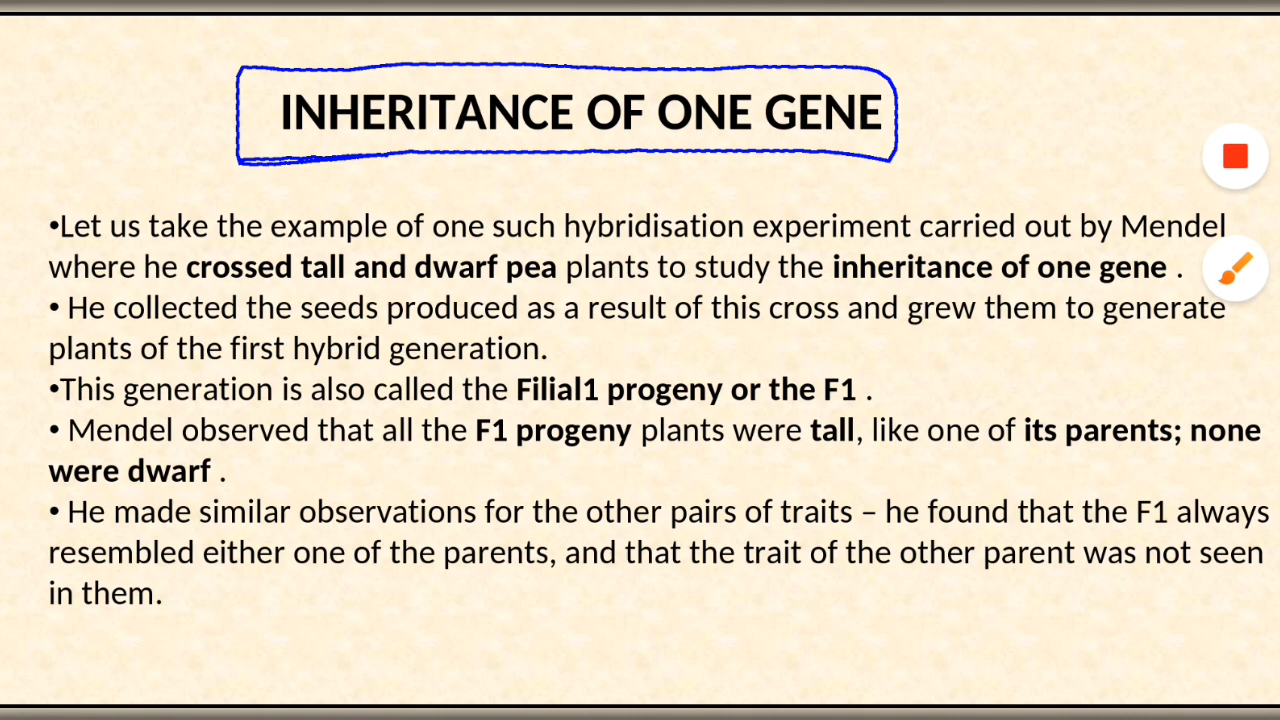 INHERITANCE OF ONE GENE
•Let us take the example of one such hybridisation experiment carried out by Mendel
where he crossed tall and dwarf pea plants to study the inheritance of one gene .
• He collected the seeds produced as a result of this cross and grew them to generate
plants of the first hybrid generation.
•This generation is also called the Filial1 progeny or the F1 .
• Mendel observed that all the F1 progeny plants were tall, like one of its parents; none
were dwarf .
• He made similar observations for the other pairs of traits – he found that the F1 always
resembled either one of the parents, and that the trait of the other parent was not seen
in them.